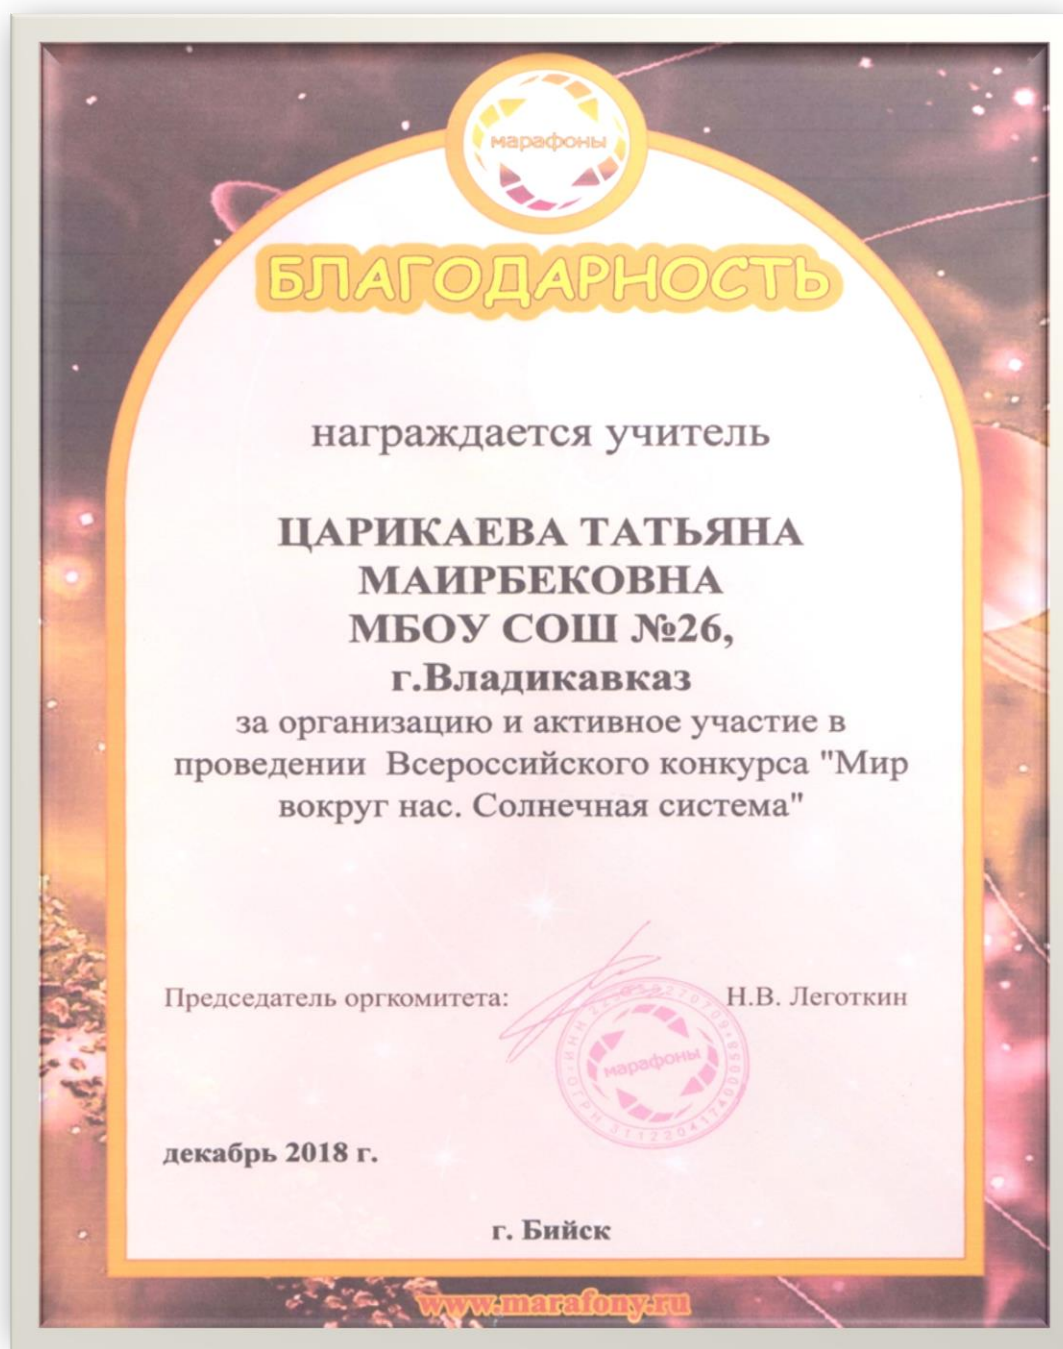 марафоны
БЛАГОДАРНОСТЬ
награждается учитель
ЦАРИКАЕВА ТАТЬЯНА
МАИРБЕКОВНА
МБОУ СОШ №26,
г.Владикавказ
за организацию и активное участие в
проведении Всероссийского конкурса "Мир
вокруг нас. Солнечная система"
Председатель оргкомитета:
Н.В. Леготкин
марафоны
декабрь 2018 г.
г. Бийск
www.marafony.ru